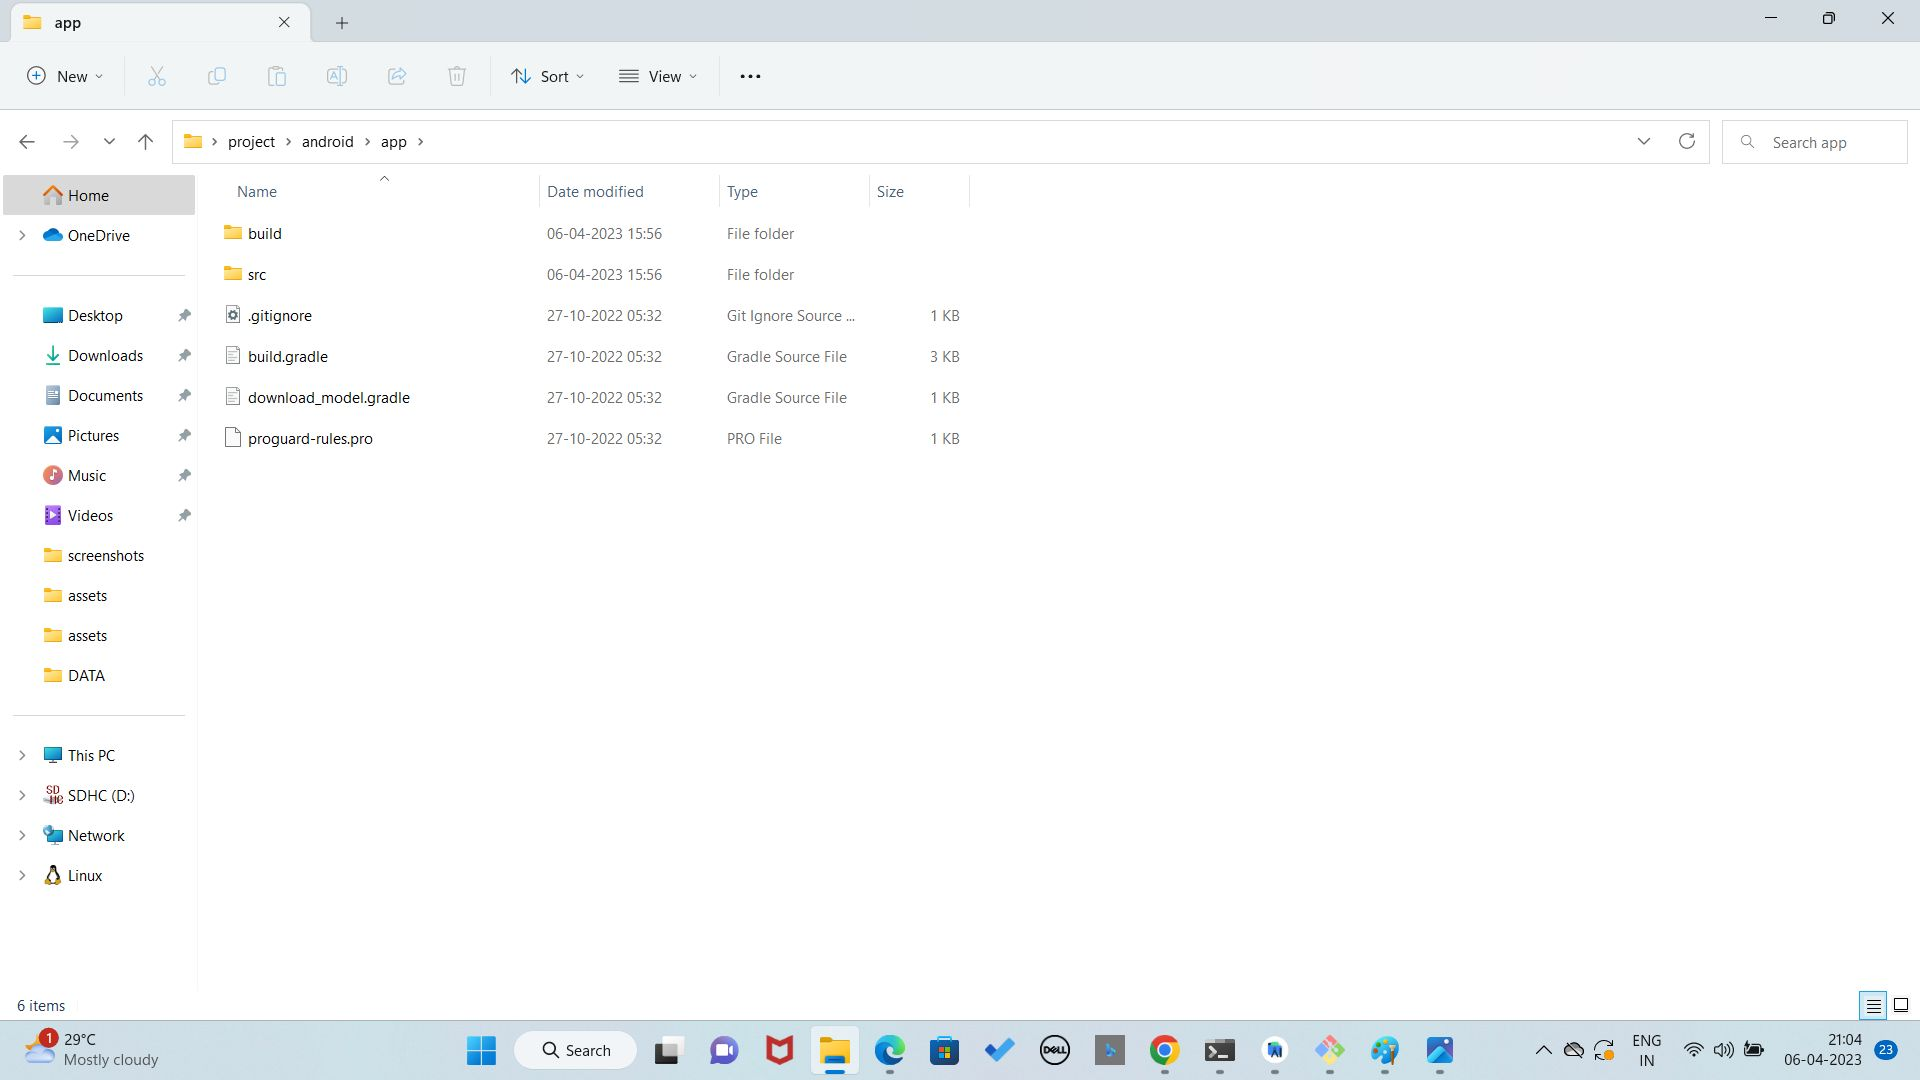 app
New
Sort
View
project
android
app
Search app
Name
Date modified
Type
Size
Home
OneDrive
Desktop
Downloads
Documents
Pictures
Music
Videos
screenshots
assets
assets
DATA
This PC
SDHC (D:)
Network
Linux
build 06-04-2023 15:56 File folder
src 06-04-2023 15:56 File folder
.gitignore 27-10-2022 05:32 Git Ignore Source ... 1 KB
build.gradle 27-10-2022 05:32 Gradle Source File 3 KB
download_model.gradle 27-10-2022 05:32 Gradle Source File 1 KB
proguard-rules.pro 27-10-2022 05:32 PRO File 1 KB
6 items
1
29°C
Mostly cloudy
Search
DELL
ENG
IN
21:04
06-04-2023
23